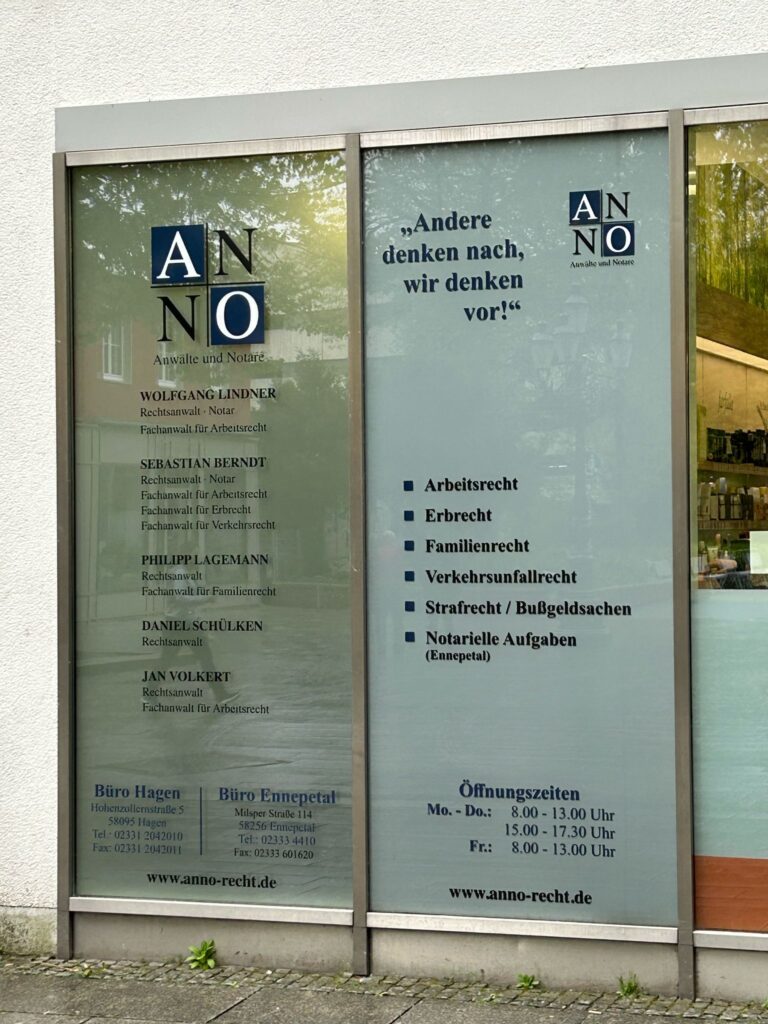 AN
NO
Anwälte und Notare
WOLFGANG LINDNER
Rechtsanwalt · Notar
Fachanwalt für Arbeitsrecht
SEBASTIAN BERNDT
Rechtsanwalt · Notar
Fachanwalt für Arbeitsrecht
Fachanwalt für Erbrecht
Fachanwalt für Verkehrsrecht
PHILIPP LAGEMANN
Rechtsanwalt
Fachanwalt für Familienrecht
DANIEL SCHÜLKEN
Rechtsanwalt
JAN VOLKERT
Rechtsanwalt
Fachanwalt für Arbeitsrecht
Büro Hagen
Hohenzollernstraße 5
58095 Hagen
Tel.: 02331 2042010
Fax: 02331 2042011
Büro Ennepetal
Milsper Straße 114
58256 Ennepetal
Tel.: 02333 4410
Fax: 02333 601620
www.anno-recht.de
„Andere
denken nach,
wir denken
vor!“
AN
NO
Anwälte und Notare
Arbeitsrecht
Erbrecht
Familienrecht
Verkehrsunfallrecht
Strafrecht / Bußgeldsachen
Notarielle Aufgaben
(Ennepetal)
Öffnungszeiten
Mo. - Do.: 8.00 - 13.00 Uhr
15.00 - 17.30 Uhr
Fr.: 8.00 - 13.00 Uhr
www.anno-recht.de